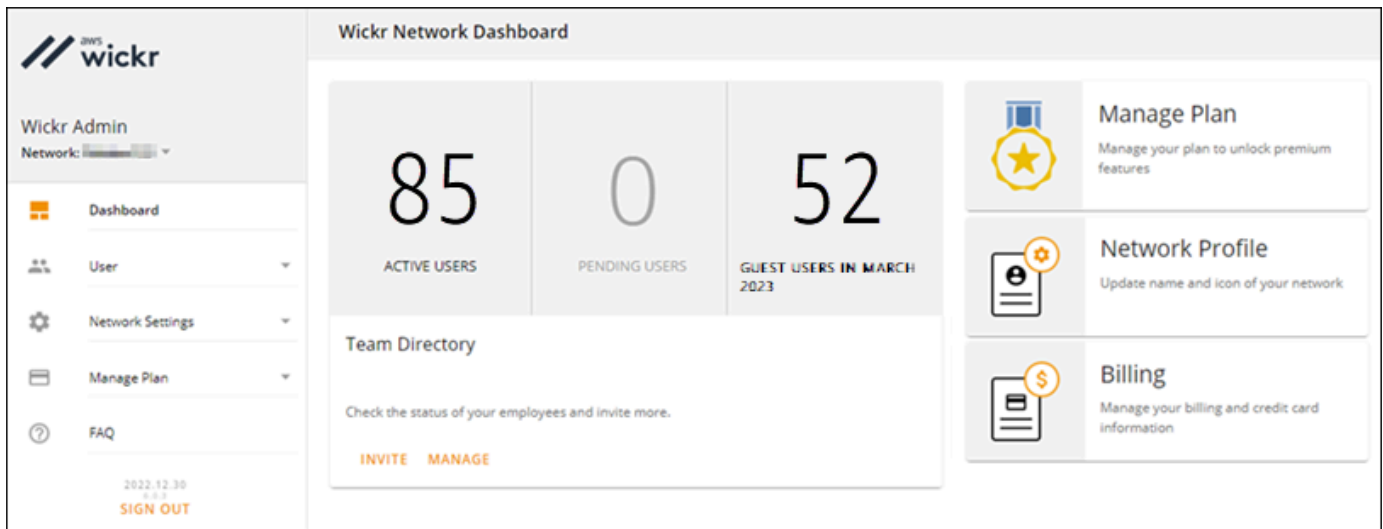 aws
wickr
Wickr Admin
Network:
Dashboard
User
Network Settings
Manage Plan
FAQ
2022.12.30
SIGN OUT
Wickr Network Dashboard
85
ACTIVE USERS
0
PENDING USERS
52
GUEST USERS IN MARCH
2023
Team Directory
Check the status of your employees and invite more.
INVITE MANAGE
Manage Plan
Manage your plan to unlock premium
features
Network Profile
Update name and icon of your network
$
Billing
Manage your billing and credit card
information